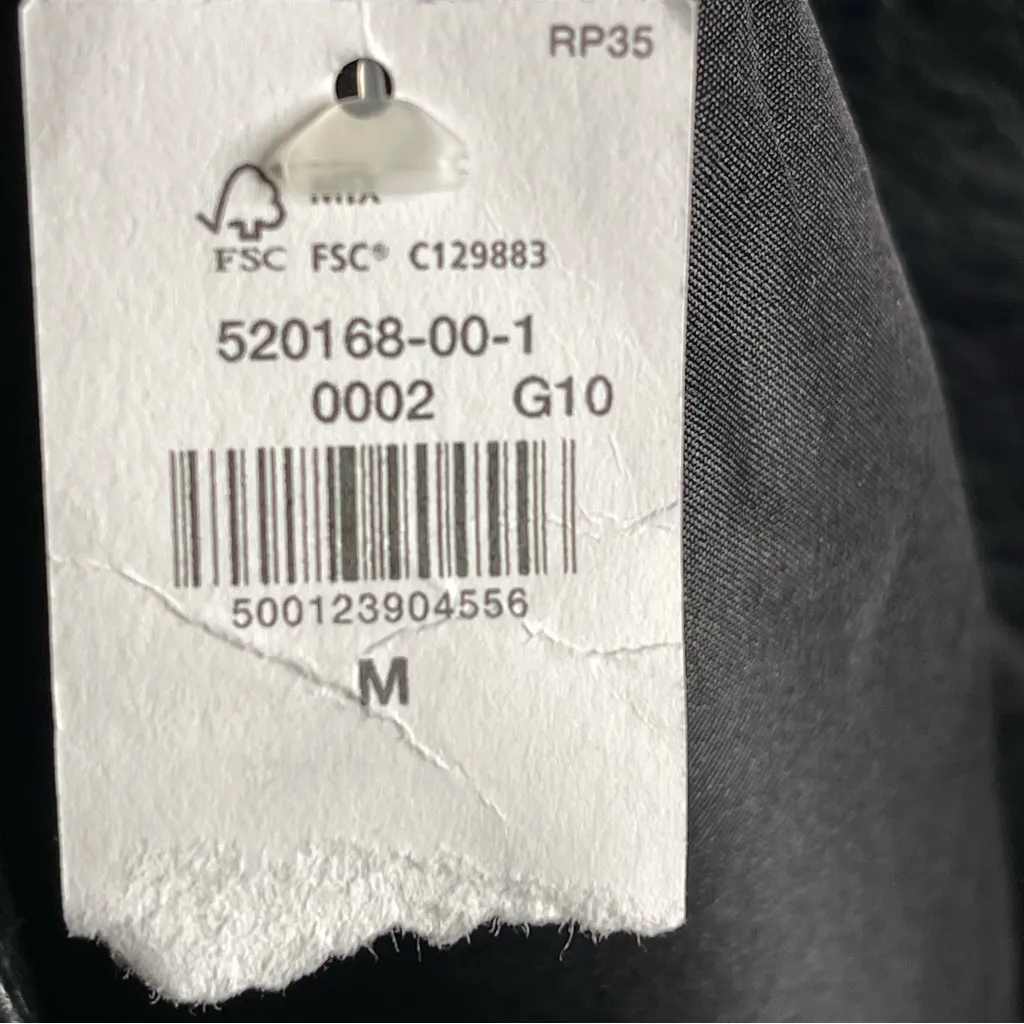 RP35
FSC FSC® C129883
520168-00-1
0002 G10
500123904556
M